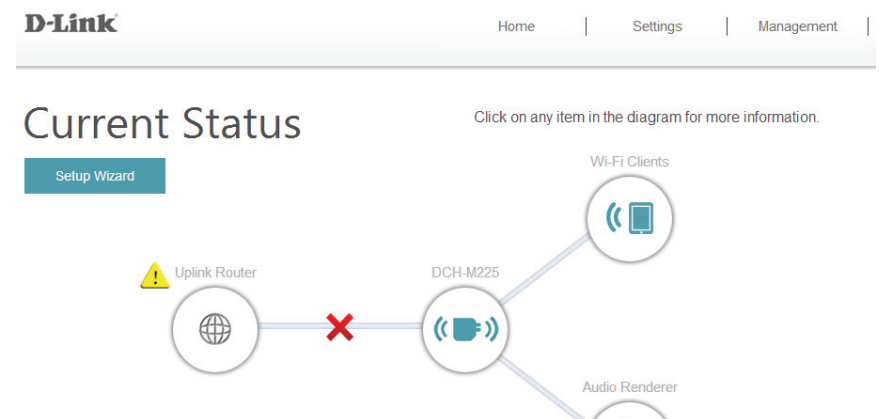 D-Link
Home | Settings | Management |
Current Status
Click on any item in the diagram for more information.
Setup Wizard
Wi-Fi Clients
Uplink Router
DCH-M225
Audio Renderer